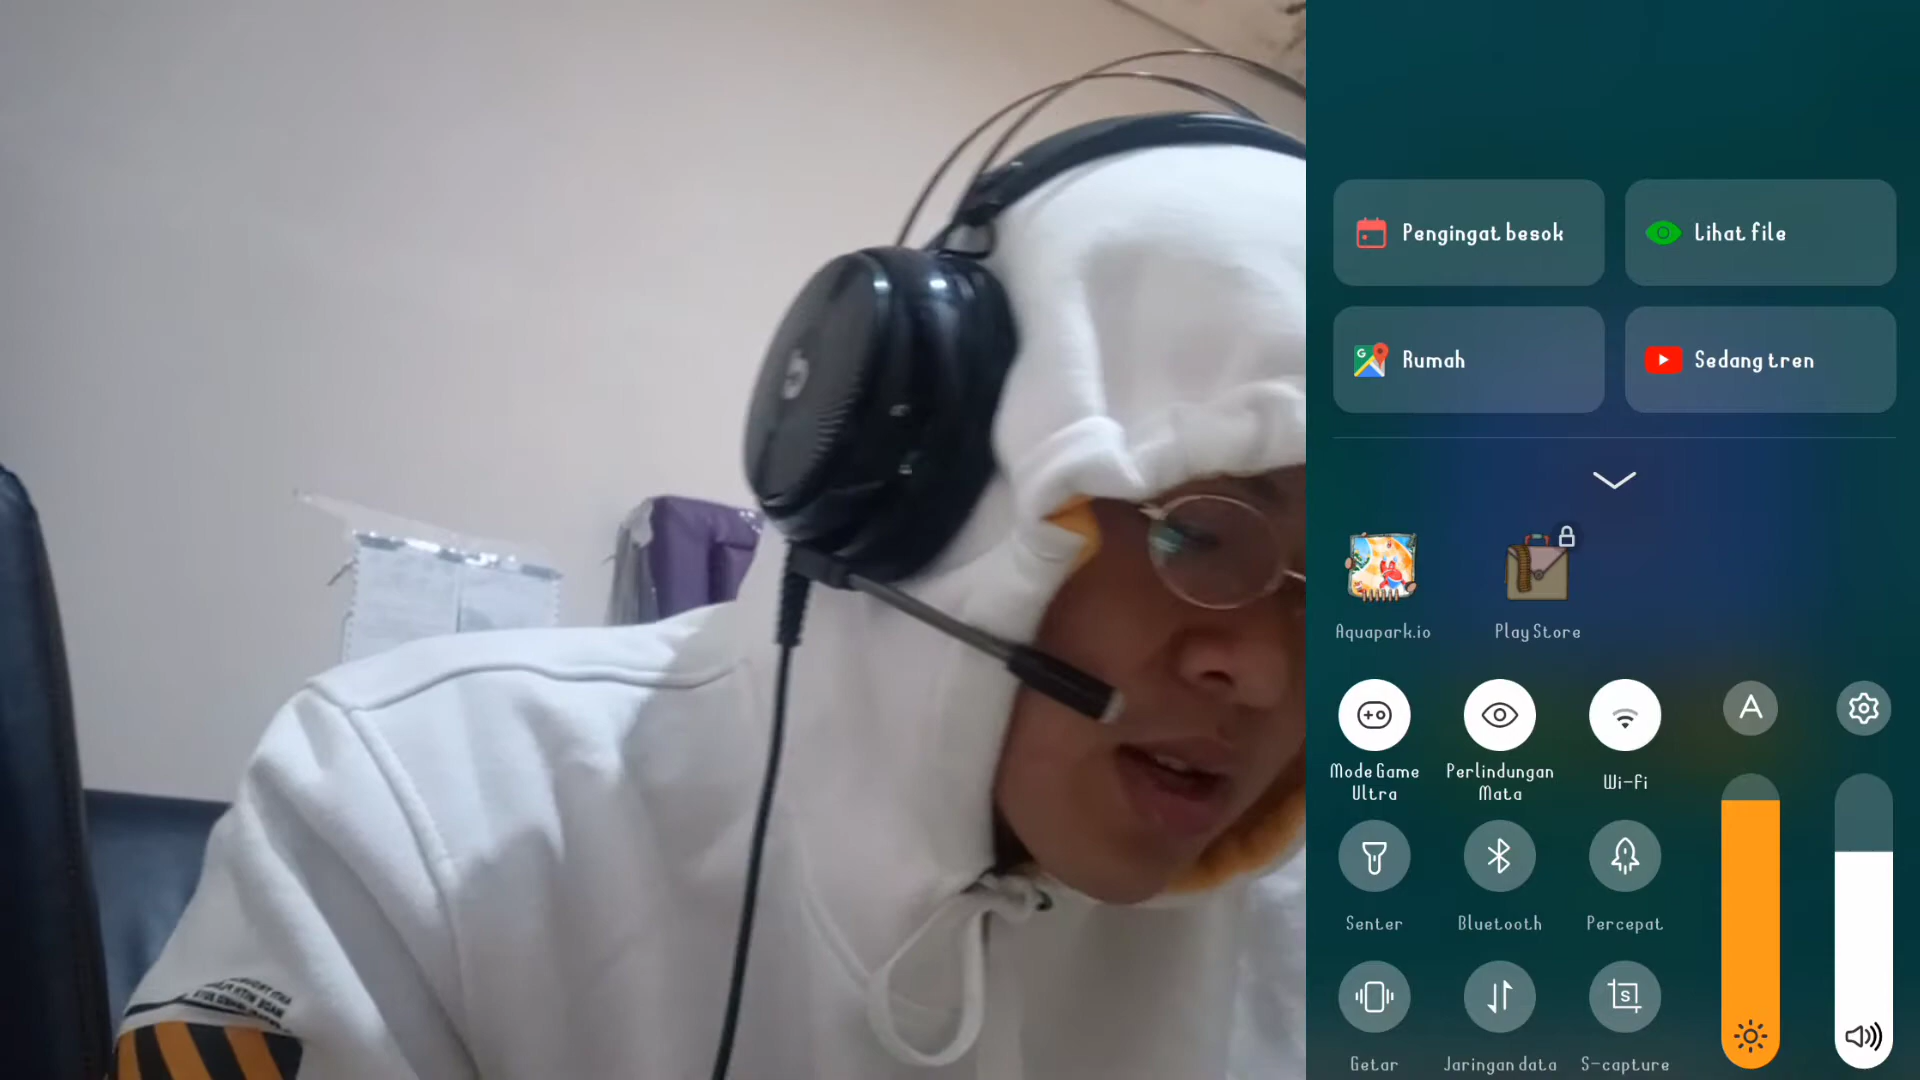 Pengingat besok
Lihat file
Rumah
Sedang tren
Aquapark.io
Play Store
Mode Game
Ultra
Perlindungan
Mata
Wi-Fi
A
Senter
Bluetooth
Percepat
Getar
Jaringan data
S-capture